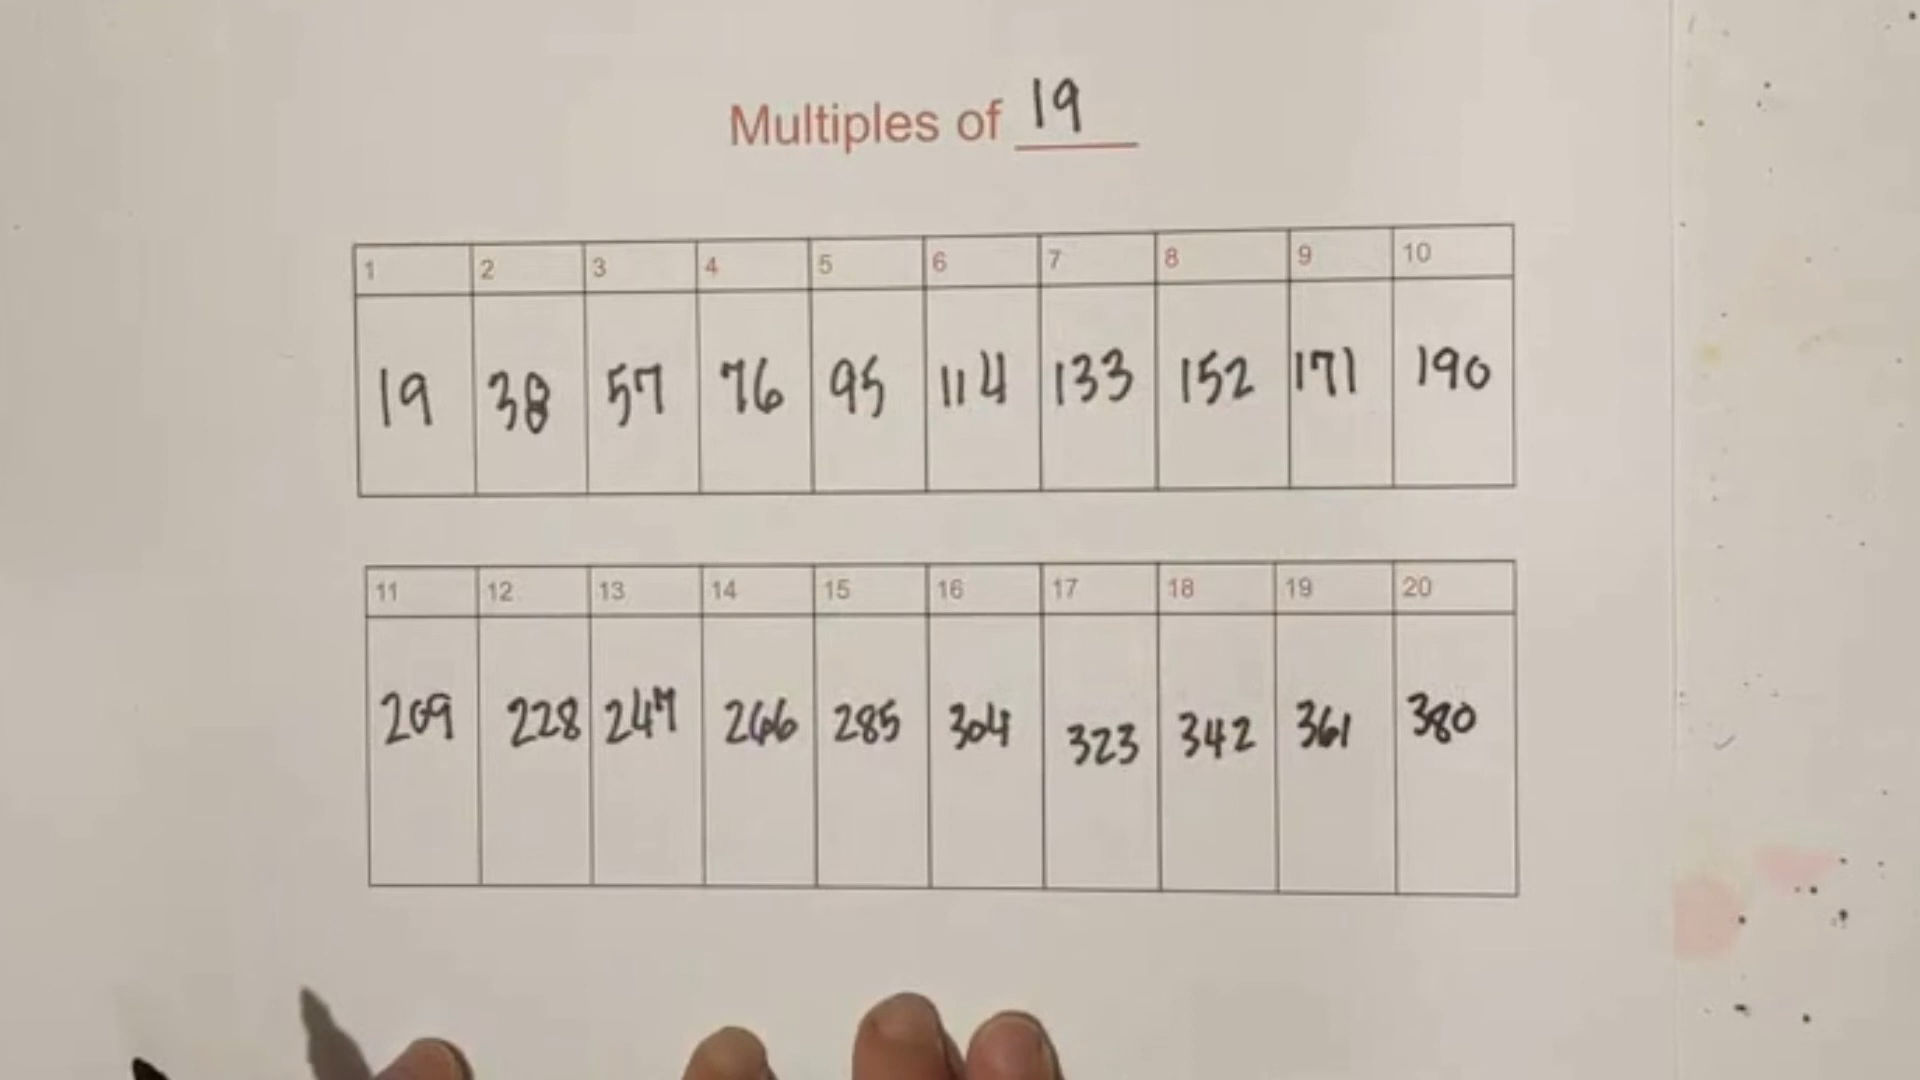 Multiples of 19
1 2 3 4 5 6 7 8 9 10
19 38 57 76 95 114 133 152 171 190
11 12 13 14 15 16 17 18 19 20
209 228 247 266 285 304 323 342 361 380